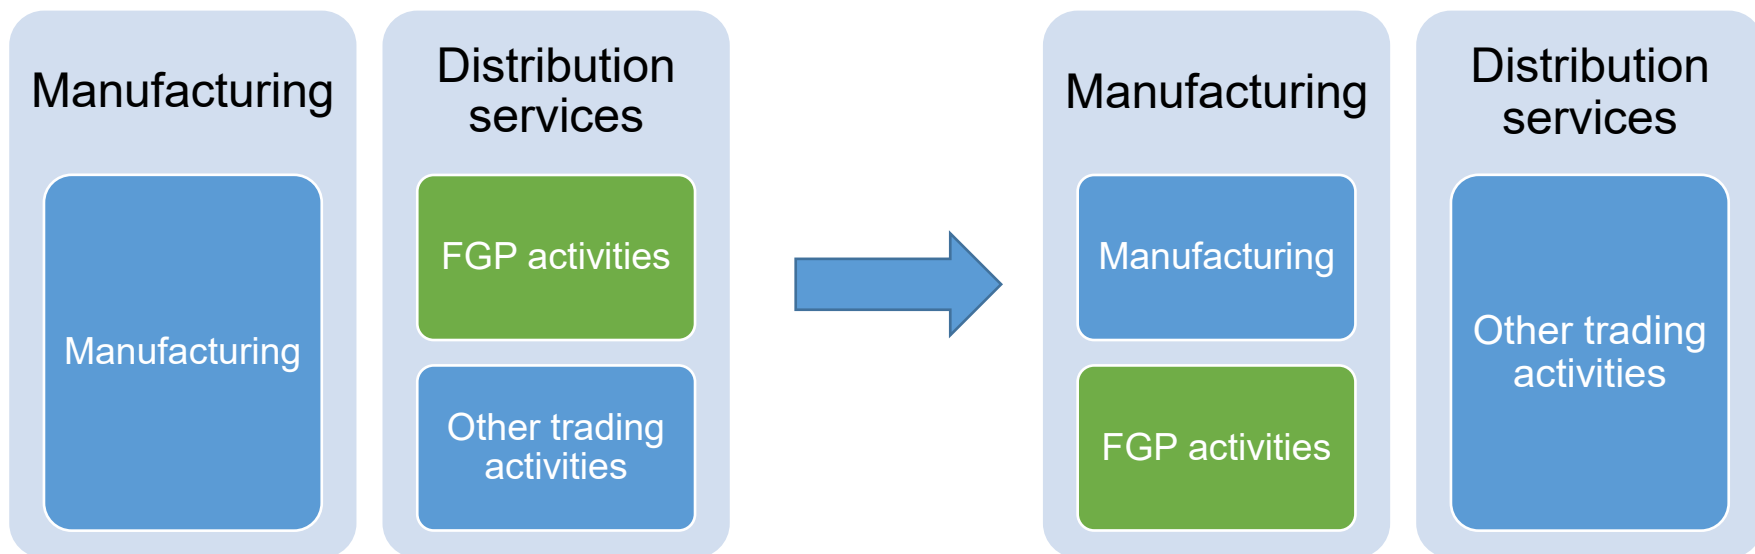 Manufacturing
Manufacturing
Distribution
services
FGP activities
Other trading
activities
Manufacturing
Manufacturing
FGP activities
Distribution
services
Other trading
activities